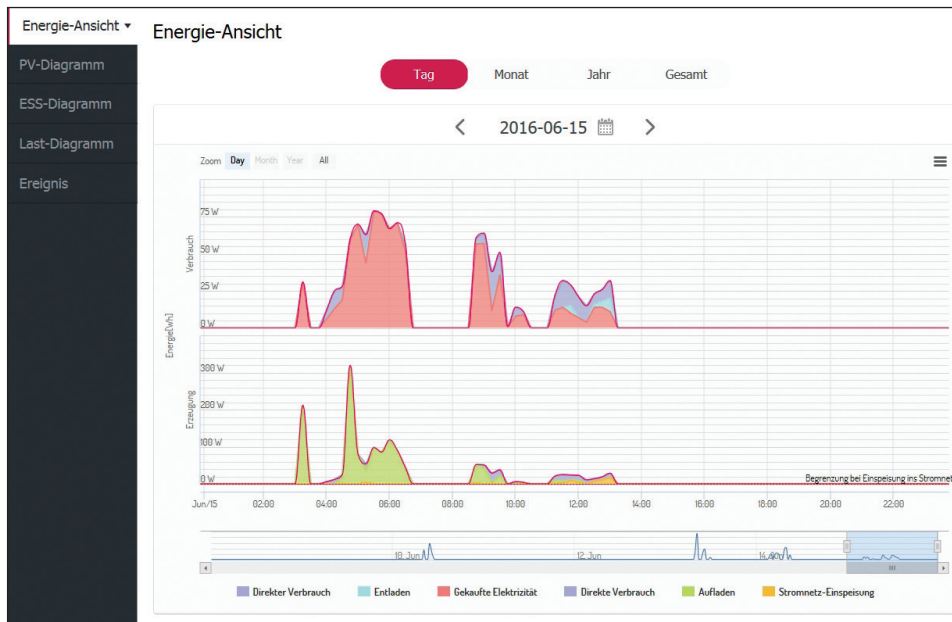 Energie-Ansicht
PV-Diagramm
ESS-Diagramm
Last-Diagramm
Ereignis
Energie-Ansicht
Tag Monat Jahr Gesamt
2016-06-15
Zoom Day Month Year All
Verbrauch
75 W
50 W
25 W
0 W
Energie[Wh]
Erzeugung
300 W
200 W
100 W
0 W
Begrenzung bei Einspeisung ins Stromnet
Jun/15 02:00 04:00 06:00 08:00 10:00 12:00 14:00 16:00 18:00 20:00 22:00
10. Jun 12. Jun 14. Jun
Direkter Verbrauch Entladen Gekaufte Elektrizität Direkte Verbrauch Aufladen Stromnetz-Einspeisung